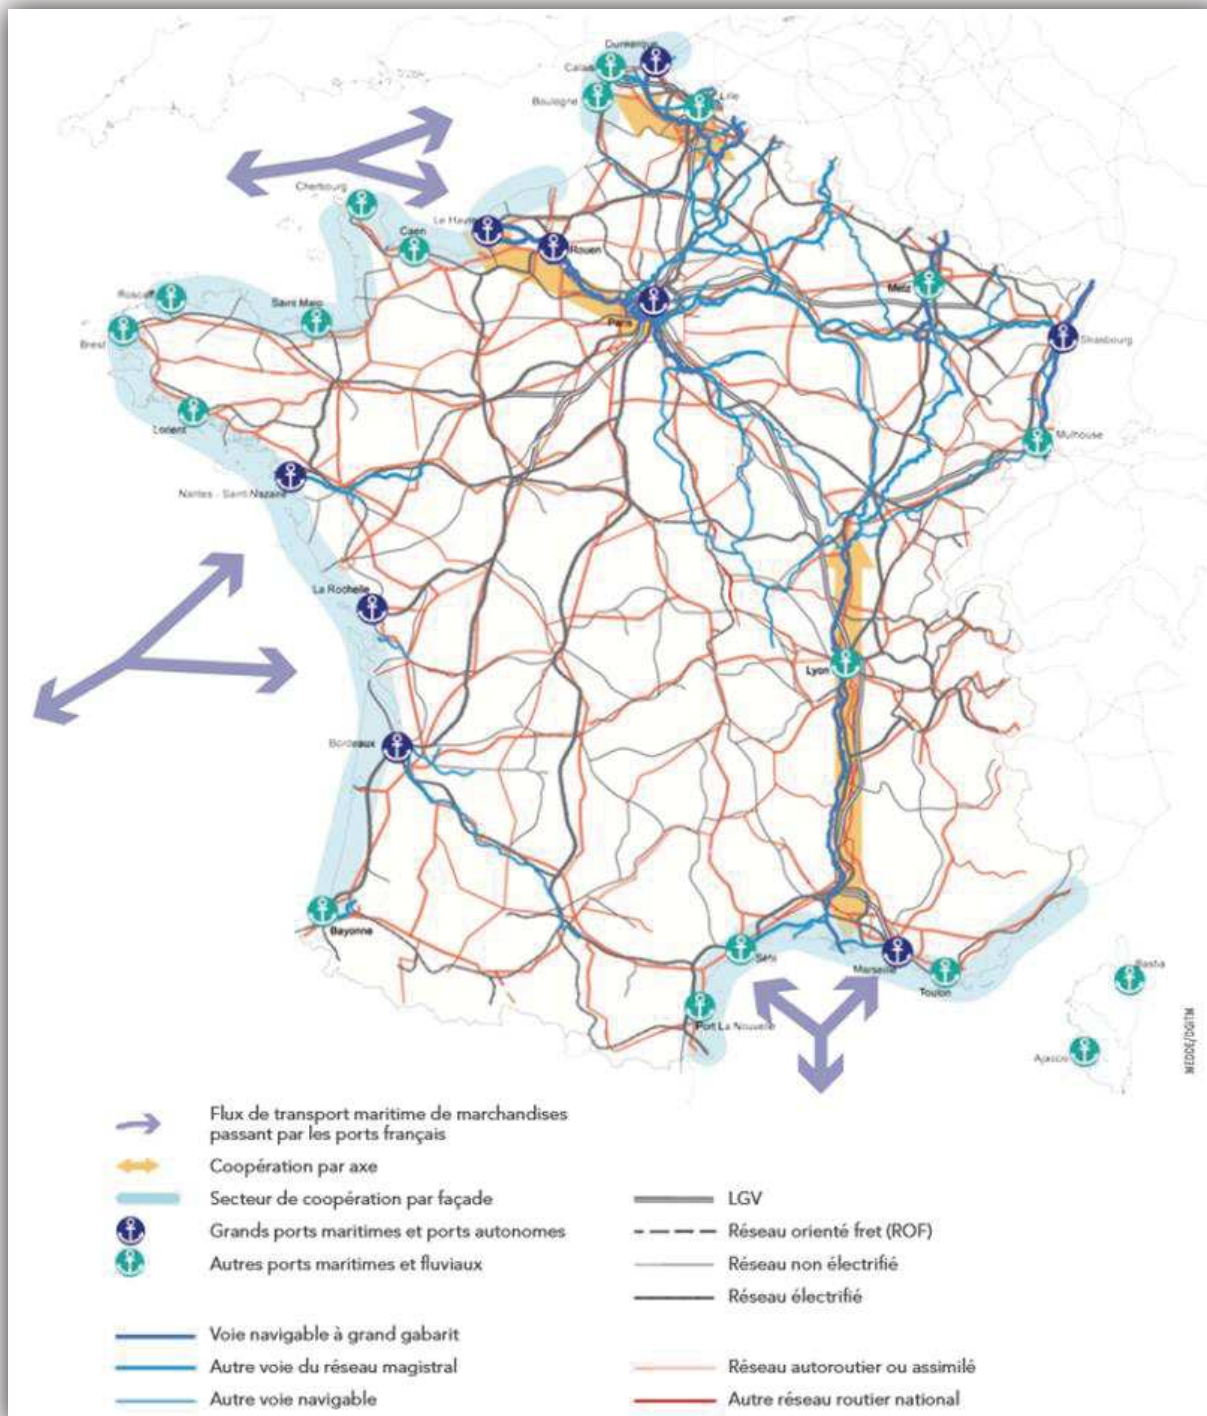 Dunkerque
Calais
Boulogne
Lille
Cherbourg
Le Havre
Caen
Rouen
Roscoff
Saint Malo
Metz
Paris
Brest
Strasbourg
Lorient
Mulhouse
Nantes - Saint-Nazaire
La Rochelle
Lyon
Bordeaux
Bayonne
Sète
Marseille
Toulon
Bastia
Port La Nouvelle
Ajaccio
Flux de transport maritime de marchandises
passant par les ports français
Coopération par axe
Secteur de coopération par façade
Grands ports maritimes et ports autonomes
Autres ports maritimes et fluviaux
Voie navigable à grand gabarit
Autre voie du réseau magistral
Autre voie navigable
LGV
Réseau orienté fret (ROF)
Réseau non électrifié
Réseau électrifié
Réseau autoroutier ou assimilé
Autre réseau routier national